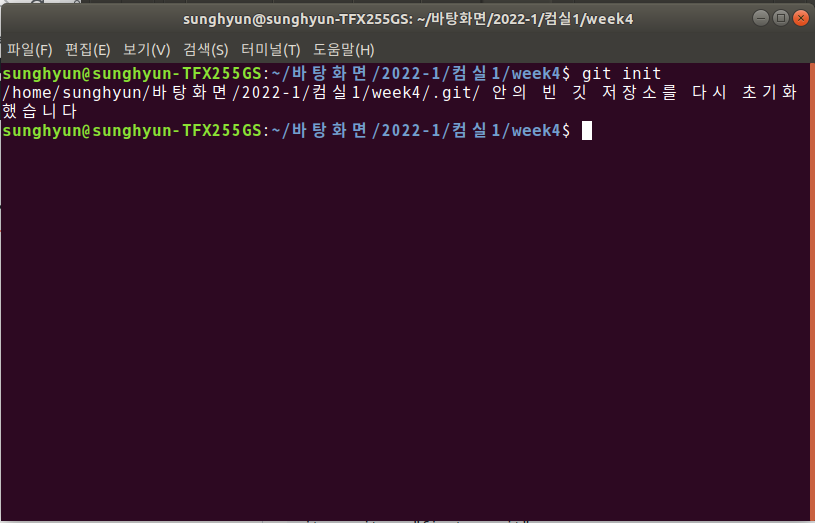 sunghyun@sunghyun-TFX255GS: ~/바탕화면/2022-1/컴실1/week4
파일(F) 편집(E) 보기(V) 검색(S) 터미널(T) 도움말(H)
sunghyun@sunghyun-TFX255GS:~/바탕화면/2022-1/컴실1/week4$ git init
/home/sunghyun/바탕화면/2022-1/컴실1/week4/.git/ 안의 빈 깃 저장소를 다시 초기화
했습니다
sunghyun@sunghyun-TFX255GS:~/바탕화면/2022-1/컴실1/week4$